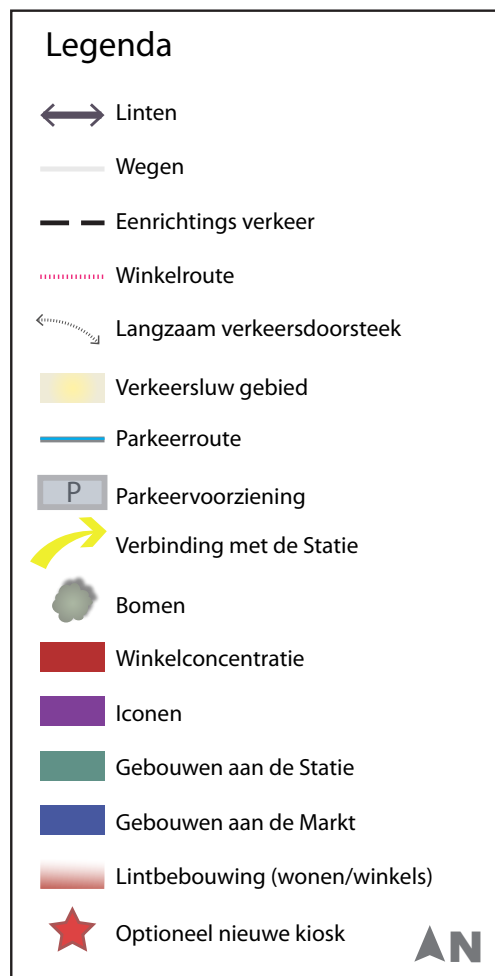 Legenda
Linten
Wegen
Eenrichtings verkeer
Winkelroute
Langzaam verkeersdoorsteek
Verkeersluw gebied
Parkeerroute
P Parkeervoorziening
Verbinding met de Statie
Bomen
Winkelconcentratie
Iconen
Gebouwen aan de Statie
Gebouwen aan de Markt
Lintbebouwing (wonen/winkels)
Optioneel nieuwe kiosk
N